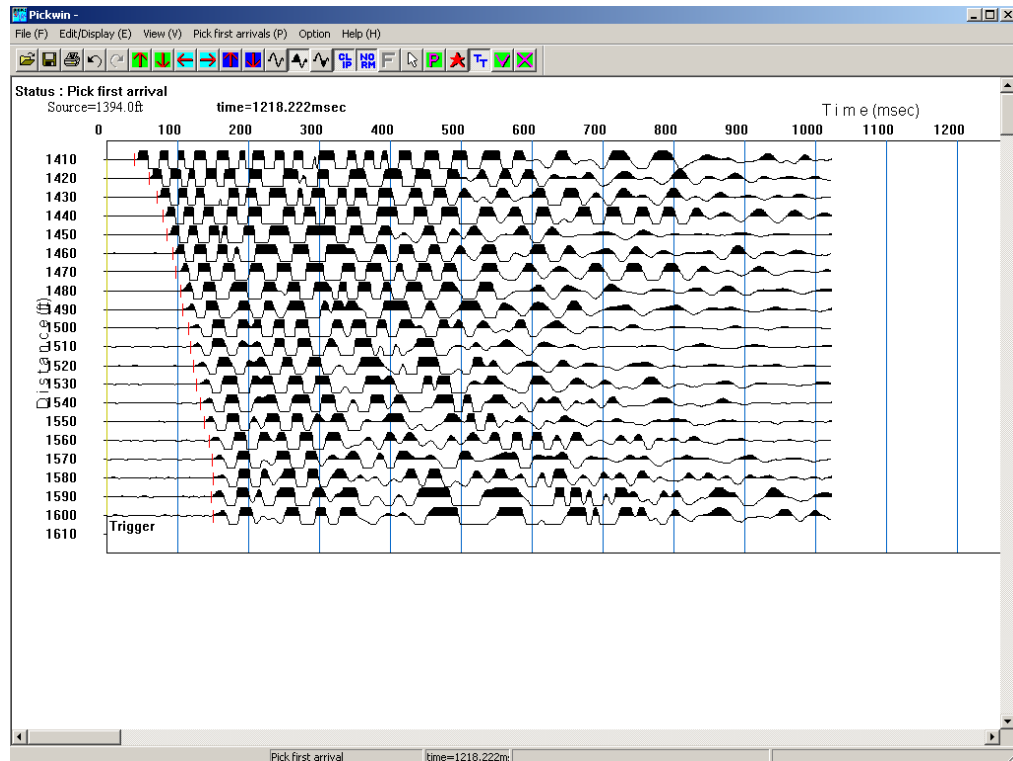 Pickwin -
File (F) Edit/Display (E) View (V) Pick first arrivals (P) Option Help (H)
CL IP NO RM F P TT
Status : Pick first arrival
Source=1394.0ft time=1218.222msec
Time (msec)
0 100 200 300 400 500 600 700 800 900 1000 1100 1200
Distance (ft)
1410
1420
1430
1440
1450
1460
1470
1480
1490
1500
1510
1520
1530
1540
1550
1560
1570
1580
1590
1600
Trigger
1610
Pick first arrival time=1218.222m